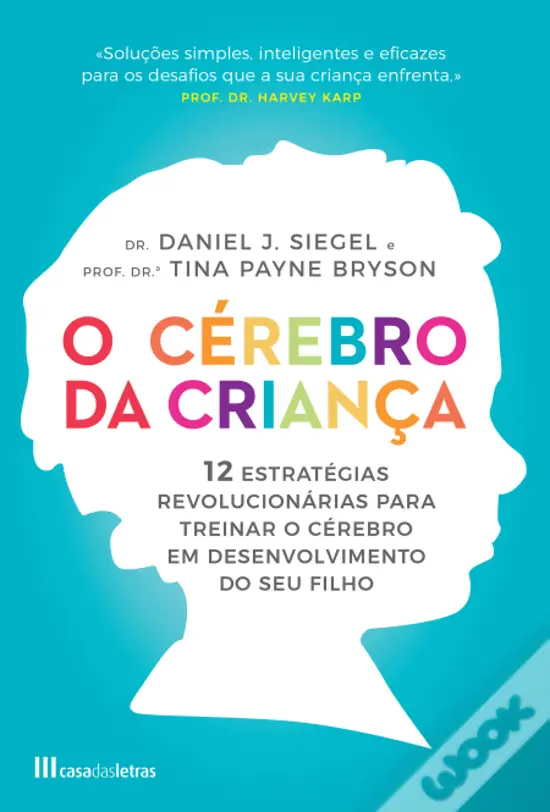 «Soluções simples, inteligentes e eficazes
para os desafios que a sua criança enfrenta,»
PROF. DR. HARVEY KARP
DR. DANIEL J. SIEGEL e
PROF. DR.ª TINA PAYNE BRYSON
O CÉREBRO
DA CRIANÇA
12 ESTRATÉGIAS
REVOLUCIONÁRIAS PARA
TREINAR O CÉREBRO
EM DESENVOLVIMENTO
DO SEU FILHO
casadasletras
WOOK